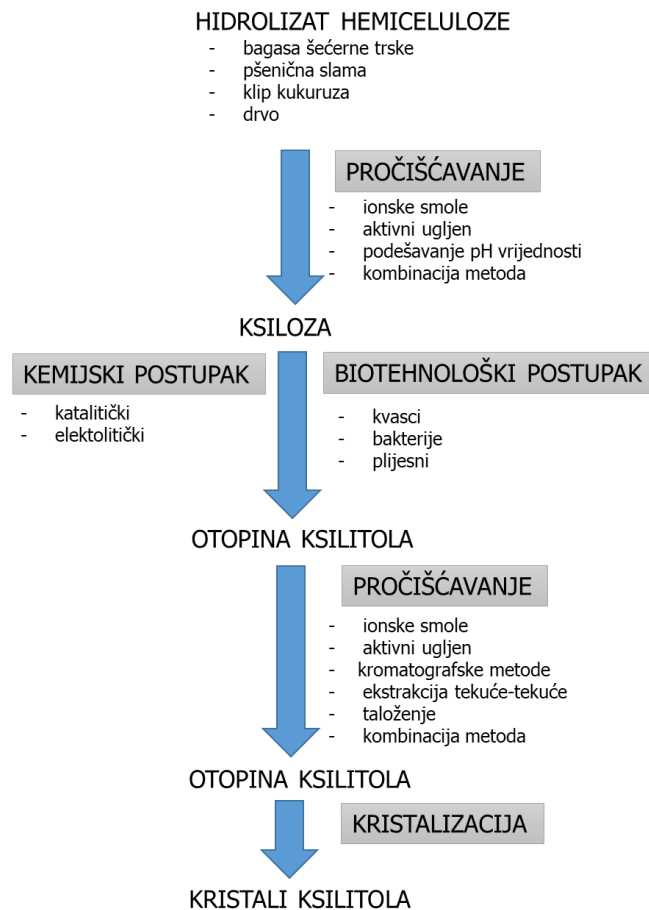 HIDROLIZAT HEMICELULOZE
- bagasa šećerne trske
- pšenična slama
- klip kukuruza
- drvo
PROČIŠĆAVANJE
- ionske smole
- aktivni ugljen
- podešavanje pH vrijednosti
- kombinacija metoda
KSILOZA
KEMIJSKI POSTUPAK
- katalitički
- elektolitički
BIOTEHNOLOŠKI POSTUPAK
- kvasci
- bakterije
- plijesni
OTOPINA KSILITOLA
PROČIŠĆAVANJE
- ionske smole
- aktivni ugljen
- kromatografske metode
- ekstrakcija tekuće-tekuće
- taloženje
- kombinacija metoda
OTOPINA KSILITOLA
KRISTALIZACIJA
KRISTALI KSILITOLA